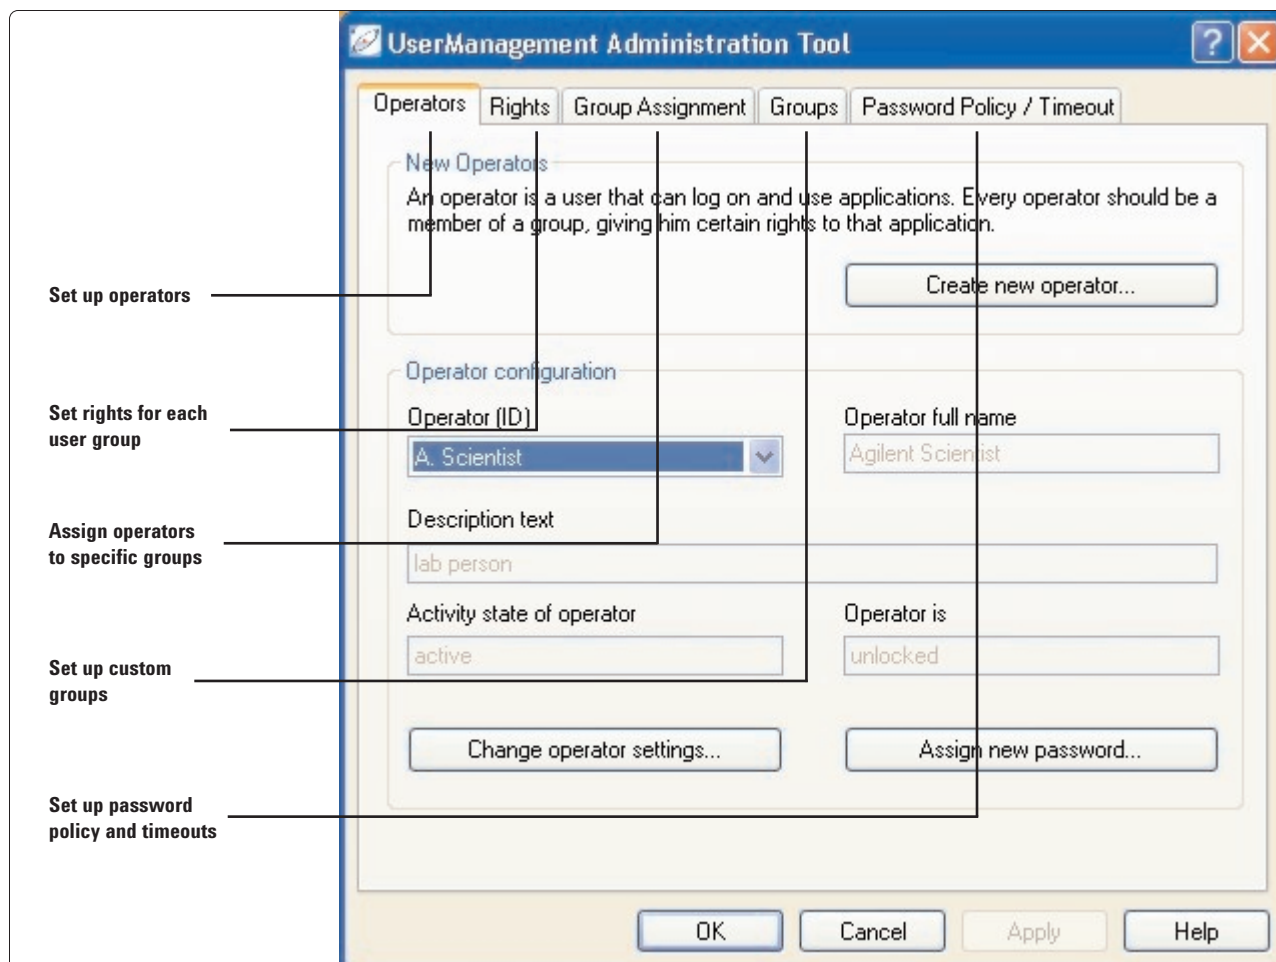 UserManagement Administration Tool
Operators Rights Group Assignment Groups Password Policy / Timeout
New Operators
An operator is a user that can log on and use applications. Every operator should be a
member of a group, giving him certain rights to that application.
Set up operators
Create new operator...
Operator configuration
Set rights for each
user group
Operator (ID)
Operator full name
A. Scientist
Agilent Scientist
Assign operators
to specific groups
Description text
lab person
Activity state of operator
Operator is
active
unlocked
Set up custom
groups
Change operator settings...
Assign new password...
Set up password
policy and timeouts
OK Cancel Apply Help